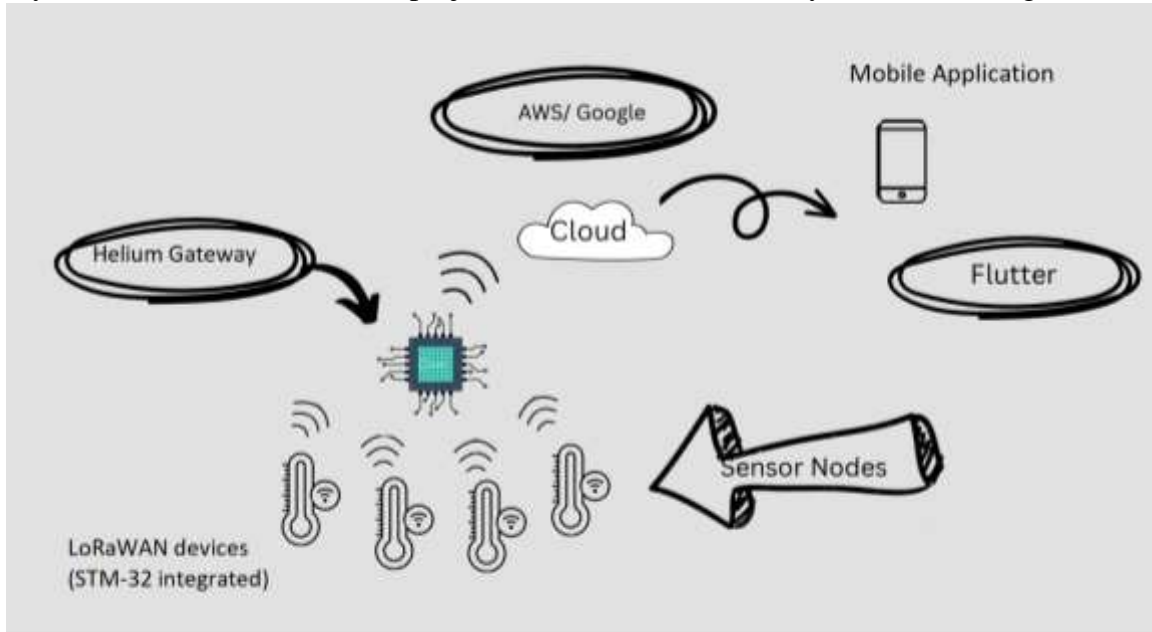 Mobile Application
AWS/ Google
Cloud
Helium Gateway
Flutter
Sensor Nodes
LoRaWAN devices
(STM-32 integrated)